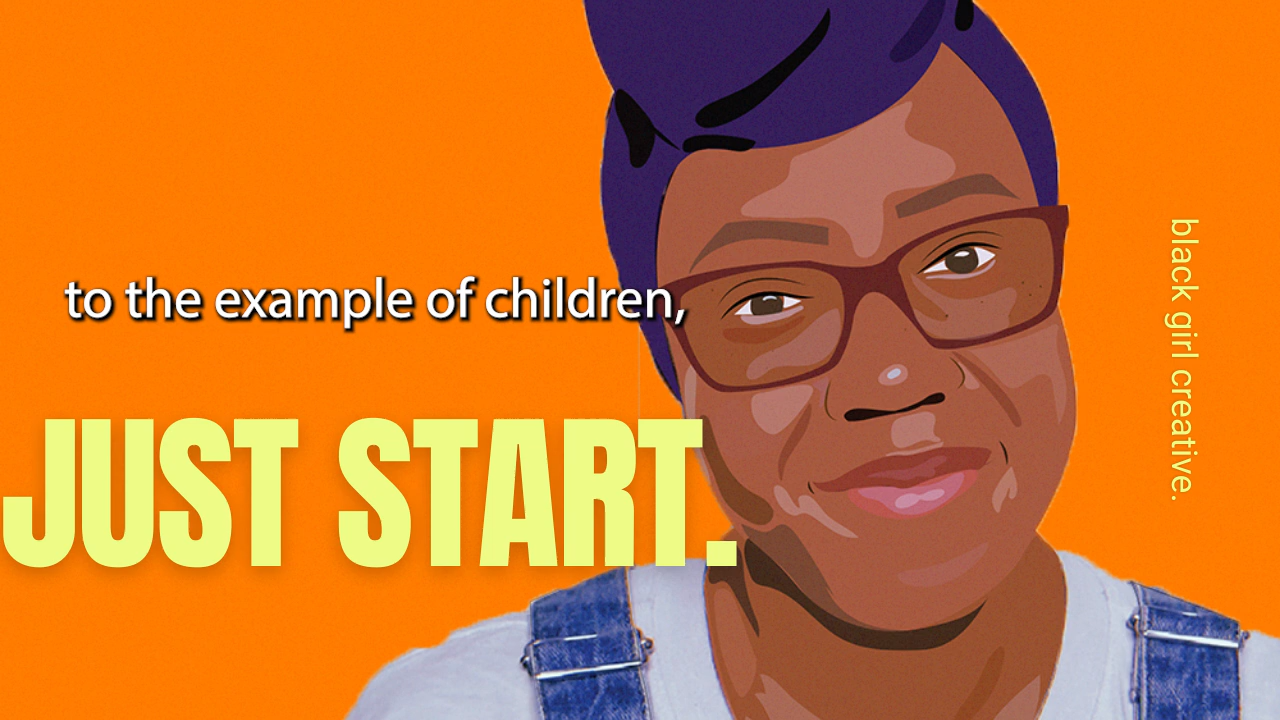 to the example of children,
JUST START.
black girl creative.